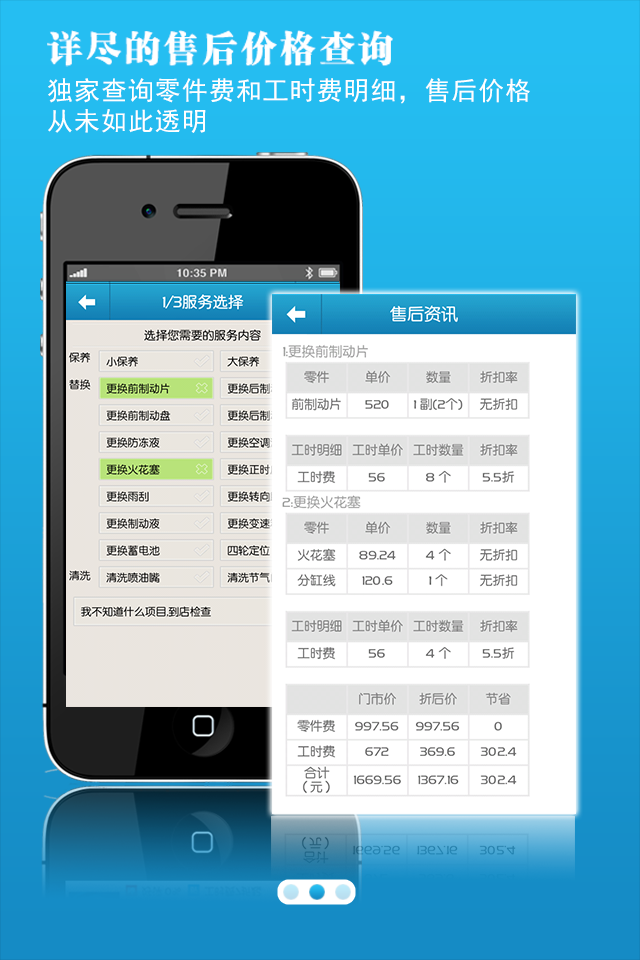 详尽的售后价格查询
独家查询零件费和工时费明细，售后价格
从未如此透明
10:35 PM
1/3服务选择
选择您需要的服务内容
保养 小保养 大保养
替换 更换前制动片 更换后制
更换前制动盘 更换后制
更换防冻液 更换空调
更换火花塞 更换正时
更换雨刮 更换转向
更换制动液 更换变速
更换蓄电池 四轮定位
清洗 清洗喷油嘴 清洗节气
我不知道什么项目,到店检查
售后资讯
1:更换前制动片
零件 单价 数量 折扣率
前制动片 520 1 副(2个) 无折扣
工时明细 工时单价 工时数量 折扣率
工时费 56 8 个 5.5折
2:更换火花塞
零件 单价 数量 折扣率
火花塞 89.24 4 个 无折扣
分缸线 120.6 1 个 无折扣
工时明细 工时单价 工时数量 折扣率
工时费 56 4 个 5.5折
门市价 折后价 节省
零件费 997.56 997.56 0
工时费 672 369.6 302.4
合计
（元） 1669.56 1367.16 302.4